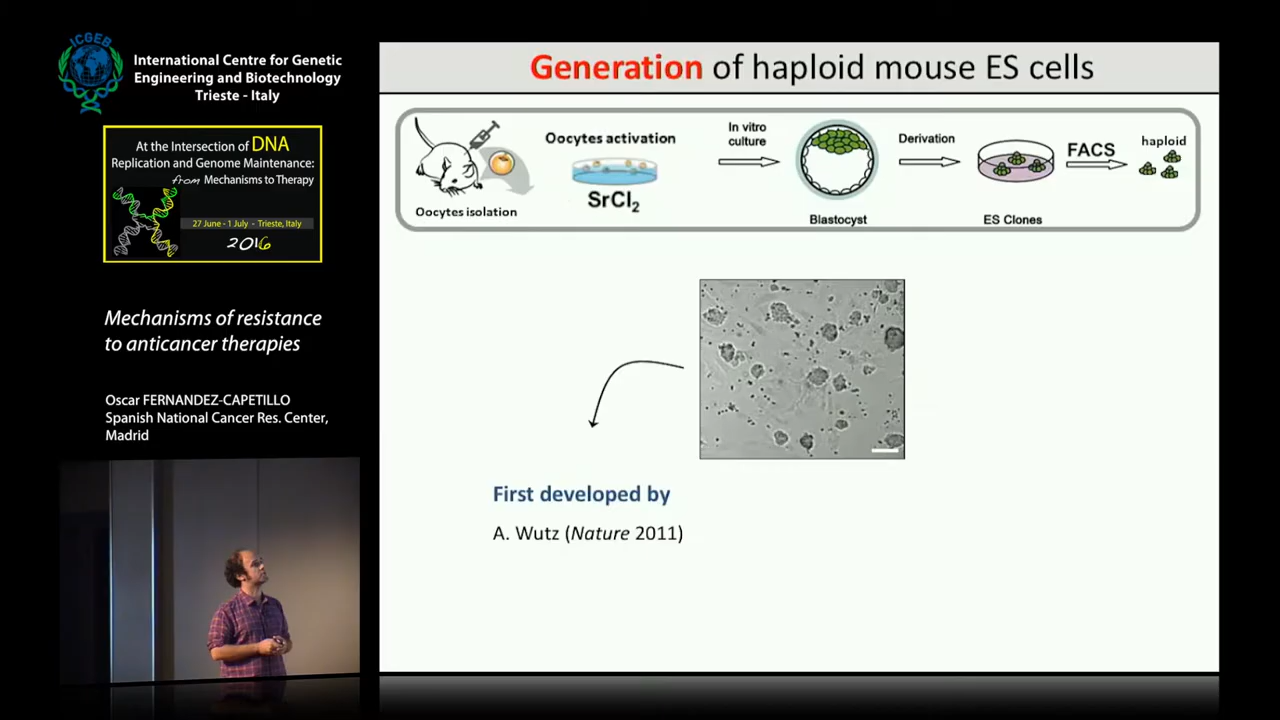 ICGEB
International Centre for Genetic
Engineering and Biotechnology
Trieste - Italy
At the Intersection of DNA
Replication and Genome Maintenance:
from Mechanisms to Therapy
27 June - 1 July - Trieste, Italy
2016
Mechanisms of resistance
to anticancer therapies
Oscar FERNANDEZ-CAPETILLO
Spanish National Cancer Res. Center,
Madrid
Generation of haploid mouse ES cells
Oocytes isolation
Oocytes activation
SrCl2
In vitro
culture
Blastocyst
Derivation
ES Clones
FACS
haploid
First developed by
A. Wutz (Nature 2011)